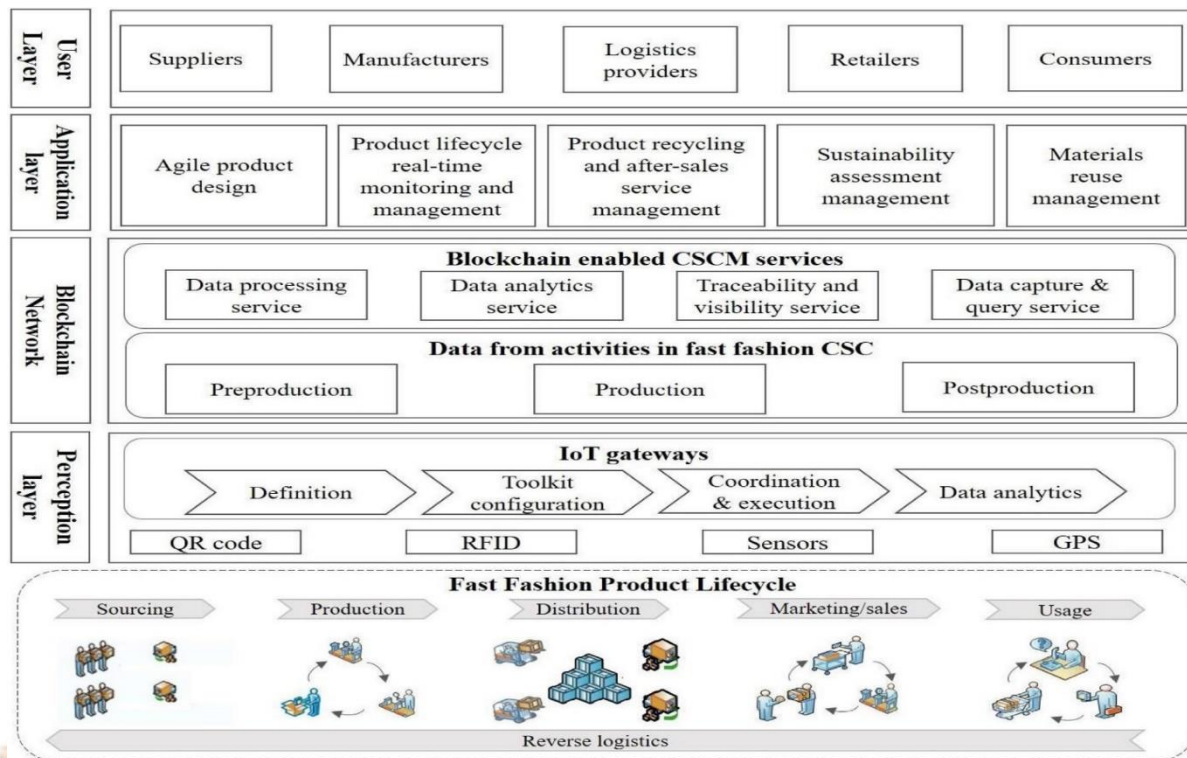 User
Layer
Suppliers
Manufacturers
Logistics
providers
Retailers
Consumers
Application
layer
Agile product
design
Product lifecycle
real-time
monitoring and
management
Product recycling
and after-sales
service
management
Sustainability
assessment
management
Materials
reuse
management
Blockchain
Network
Blockchain enabled CSCM services
Data processing
service
Data analytics
service
Traceability and
visibility service
Data capture &
query service
Data from activities in fast fashion CSC
Preproduction
Production
Postproduction
Perception
layer
IoT gateways
Definition
Toolkit
configuration
Coordination
& execution
Data analytics
QR code
RFID
Sensors
GPS
Fast Fashion Product Lifecycle
Sourcing
Production
Distribution
Marketing/sales
Usage
Reverse logistics